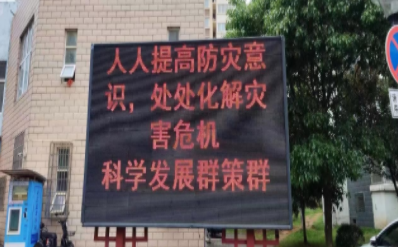 人人提高防灾意
识，处处化解灾
害危机
科学发展群策群